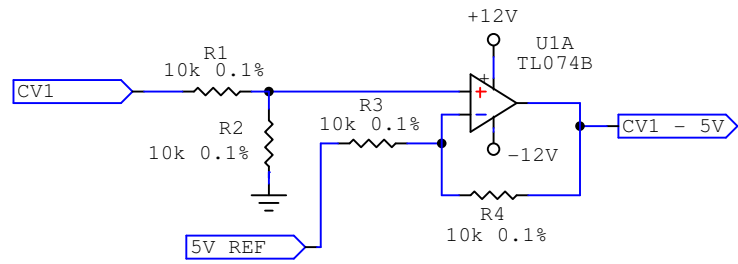 +12V
U1A
TL074B
R1
10k 0.1%
CV1
R3
10k 0.1%
R2
10k 0.1%
+
+
−
CV1 - 5V
-12V
R4
10k 0.1%
5V REF